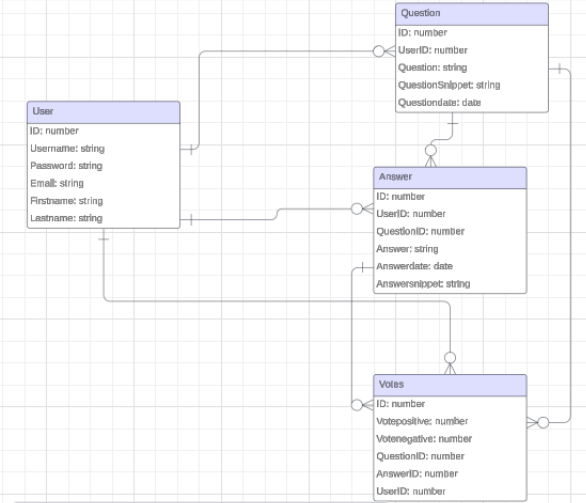 Question
ID: number
UserID: number
Question: string
QuestionSnippet: string
Questiondate: date
User
ID: number
Username: string
Password: string
Email: string
Firstname: string
Lastname: string
Answer
ID: number
UserID: number
QuestionID: number
Answer: string
Answerdate: date
Answersnippet: string
Votes
ID: number
Votepositive: number
Votenegative: number
QuestionID: number
AnswerID: number
UserID: number